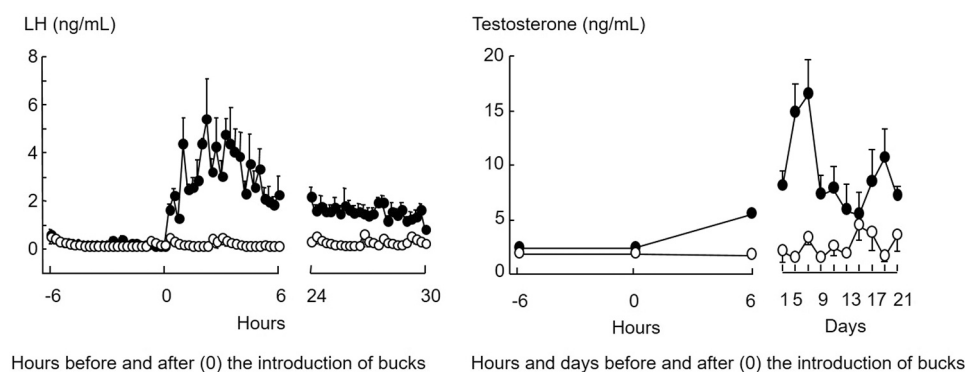 LH (ng/mL)
8
6
4
2
0
-6 0 6 24 30
Hours
Hours before and after (0) the introduction of bucks
Testosterone (ng/mL)
20
15
10
5
0
-6 0 6 1 5 9 13 17 21
Hours Days
Hours and days before and after (0) the introduction of bucks